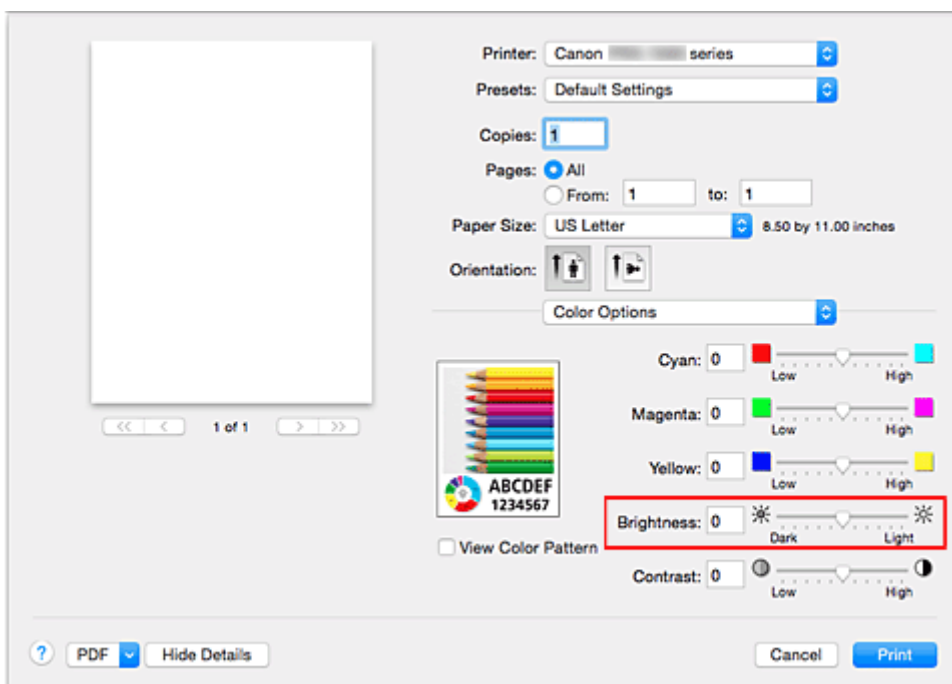 Printer: Canon series
Presets: Default Settings
Copies: 1
Pages: All
From: 1 to: 1
Paper Size: US Letter 8.50 by 11.00 inches
Orientation:
Color Options
Cyan: 0 Low High
Magenta: 0 Low High
Yellow: 0 Low High
Brightness: 0 Dark Light
Contrast: 0 Low High
ABCDEF
1234567
View Color Pattern
1 of 1
? PDF Hide Details Cancel Print